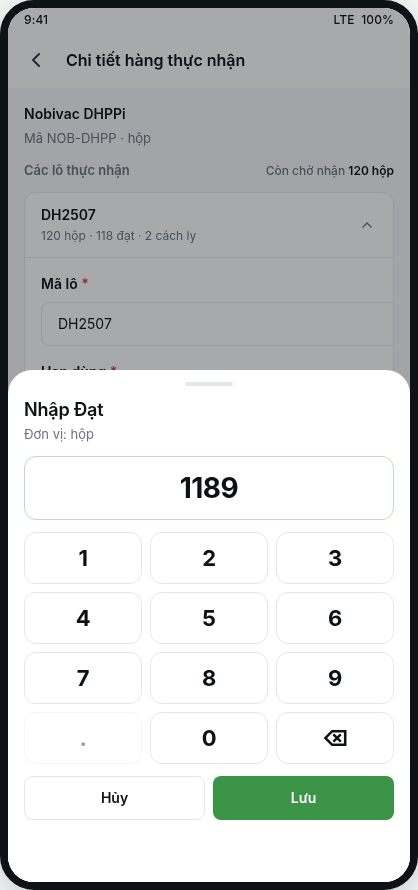 9:41
LTE 100%
Chi tiết hàng thực nhận
Nobivac DHPPi
Mã NOB-DHPP · hộp
Các lô thực nhận
Còn chờ nhận 120 hộp
DH2507
120 hộp · 118 đạt · 2 cách ly
Mã lô *
DH2507
Hạn dùng *
Nhập Đạt
Đơn vị: hộp
1189
1 2 3
4 5 6
7 8 9
. 0
Hủy
Lưu